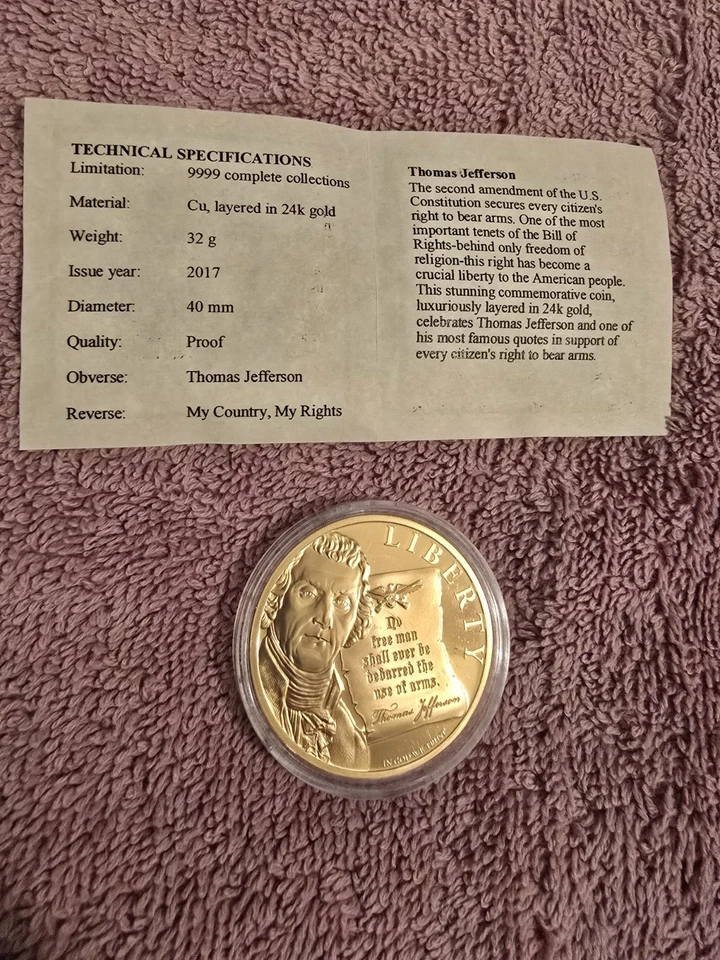 TECHNICAL SPECIFICATIONS
Limitation: 9999 complete collections
Material: Cu, layered in 24k gold
Weight: 32 g
Issue year: 2017
Diameter: 40 mm
Quality: Proof
Obverse: Thomas Jefferson
Reverse: My Country, My Rights
Thomas Jefferson
The second amendment of the U.S.
Constitution secures every citizen's
right to bear arms. One of the most
important tenets of the Bill of
Rights-behind only freedom of
religion-this right has become a
crucial liberty to the American people.
This stunning commemorative coin,
luxuriously layered in 24k gold,
celebrates Thomas Jefferson and one of
his most famous quotes in support of
every citizen's right to bear arms.
LIBERTY
No
free man
shall ever be
debarred the
use of arms.
Thomas Jefferson
IN GOD WE TRUST